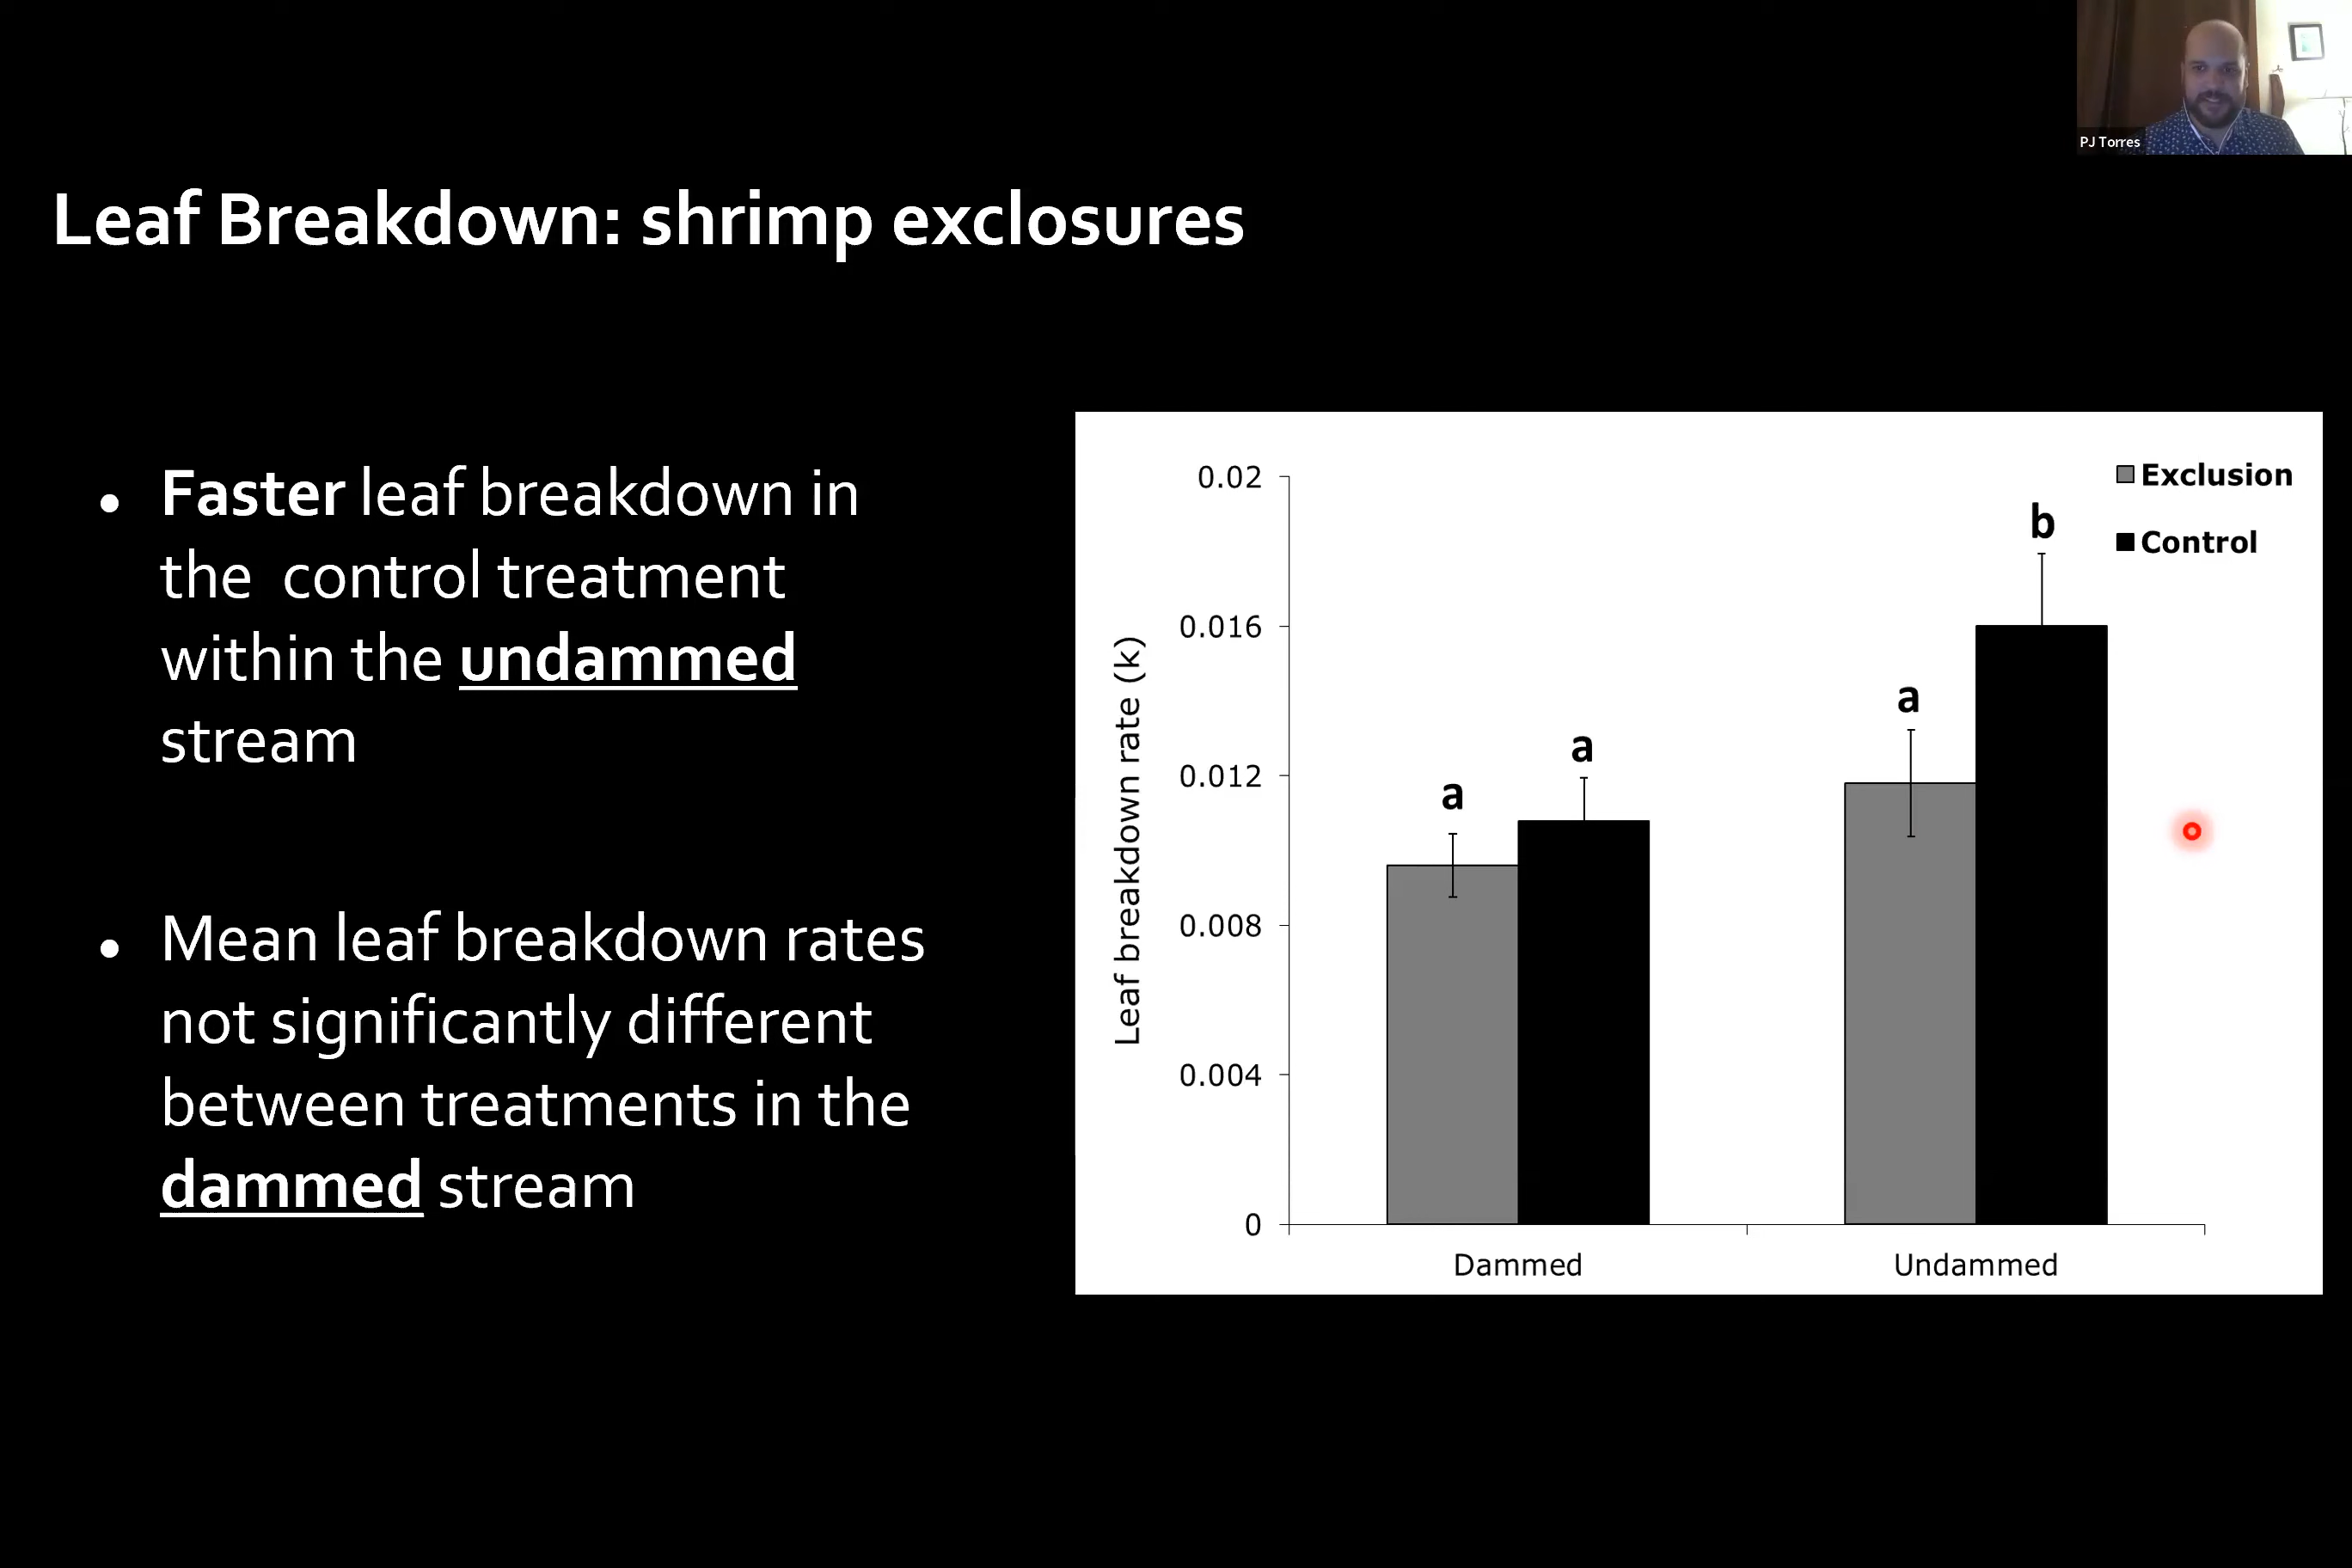 PJ Torres
Leaf Breakdown: shrimp exclosures
• Faster leaf breakdown in
the control treatment
within the undammed
stream
• Mean leaf breakdown rates
not significantly different
between treatments in the
dammed stream
Exclusion
Control
Leaf breakdown rate (k)
0.02
0.016
0.012
0.008
0.004
0
a
a
a
b
Dammed
Undammed